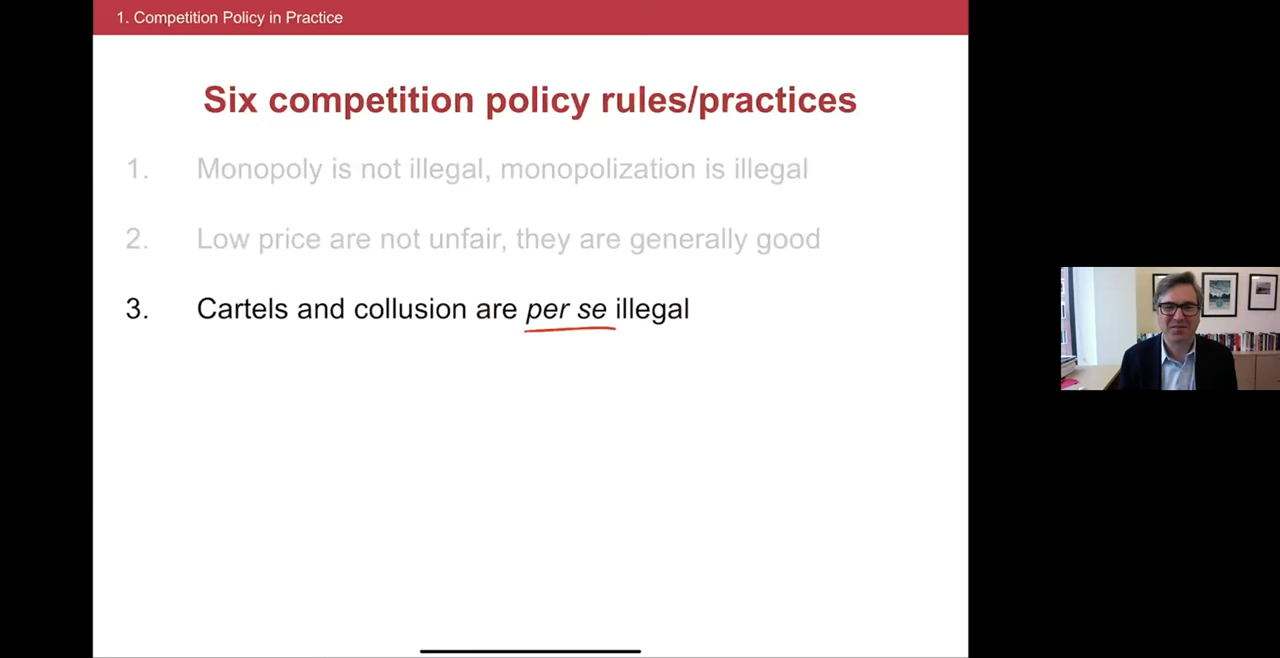 1. Competition Policy in Practice
Six competition policy rules/practices
1. Monopoly is not illegal, monopolization is illegal
2. Low price are not unfair, they are generally good
3. Cartels and collusion are per se illegal